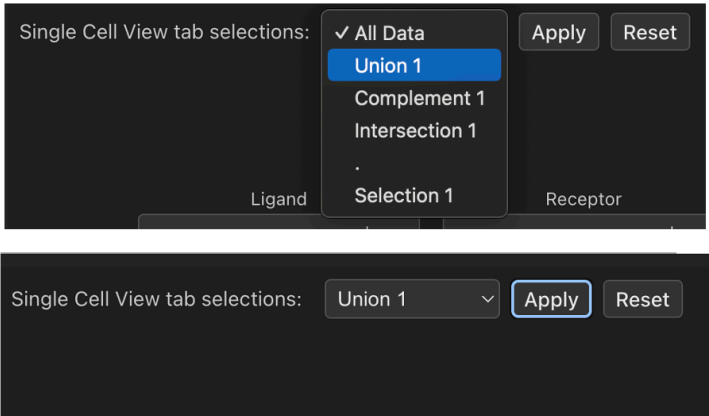 Single Cell View tab selections: ✓ All Data Apply Reset
Union 1
Complement 1
Intersection 1
.
Selection 1
Ligand Receptor
Single Cell View tab selections: Union 1 Apply Reset